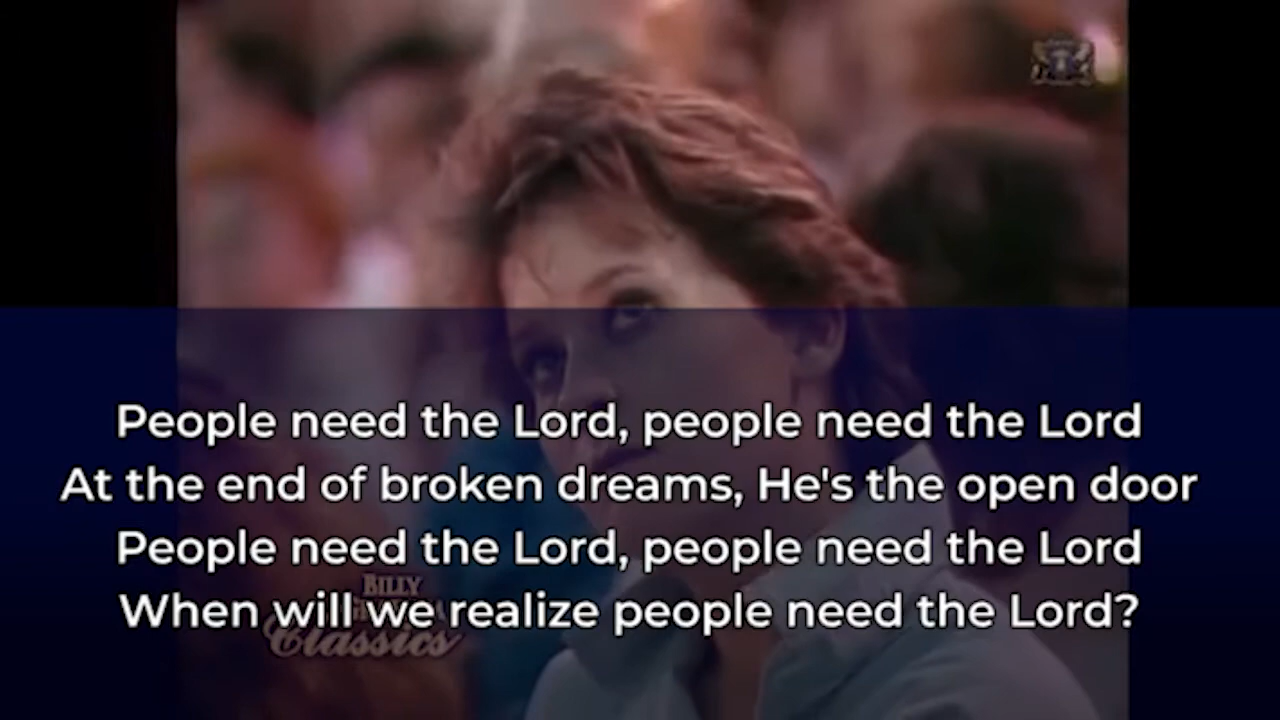 People need the Lord, people need the Lord
At the end of broken dreams, He's the open door
People need the Lord, people need the Lord
When will we realize people need the Lord?
BILLY
Classics